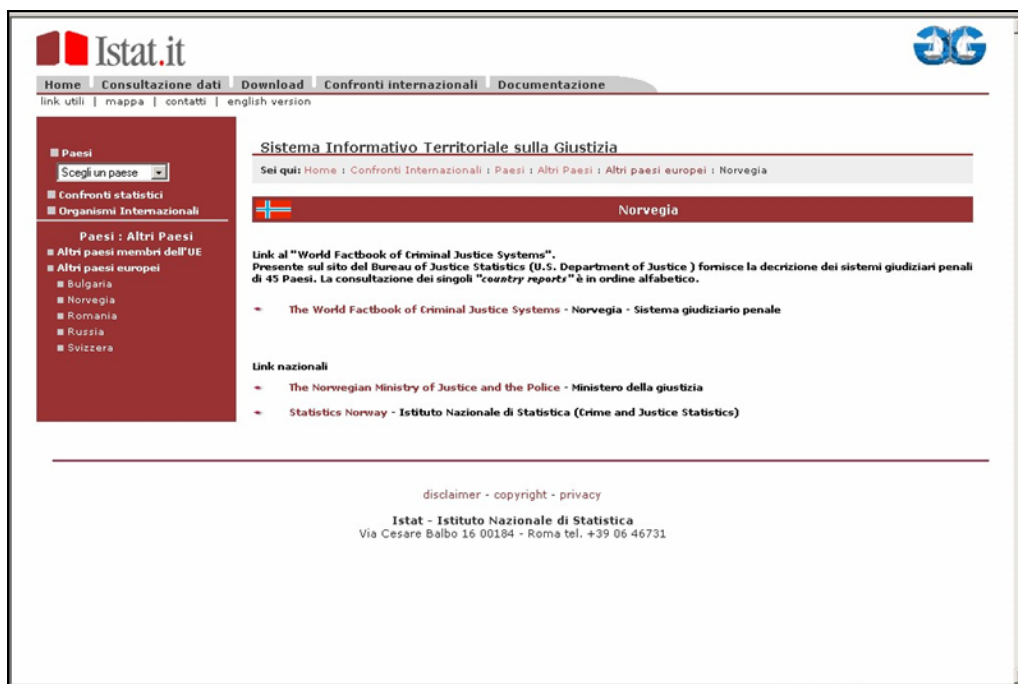 Istat.it
Home Consultazione dati Download Confronti internazionali Documentazione
link utili | mappa | contatti | english version
Paesi
Scegli un paese
Confronti statistici
Organismi Internazionali
Paesi : Altri Paesi
Altri paesi membri dell'UE
Altri paesi europei
Bulgaria
Norvegia
Romania
Russia
Svizzera
Sistema Informativo Territoriale sulla Giustizia
Sei qui: Home : Confronti Internazionali : Paesi : Altri Paesi : Altri paesi europei : Norvegia
Norvegia
Link al "World Factbook of Criminal Justice Systems".
Presente sul sito del Bureau of Justice Statistics (U.S. Department of Justice ) fornisce la decrizione dei sistemi giudiziari penali
di 45 Paesi. La consultazione dei singoli "country reports" è in ordine alfabetico.
The World Factbook of Criminal Justice Systems - Norvegia - Sistema giudiziario penale
Link nazionali
The Norwegian Ministry of Justice and the Police - Ministero della giustizia
Statistics Norway - Istituto Nazionale di Statistica (Crime and Justice Statistics)
disclaimer - copyright - privacy
Istat - Istituto Nazionale di Statistica
Via Cesare Balbo 16 00184 - Roma tel. +39 06 46731